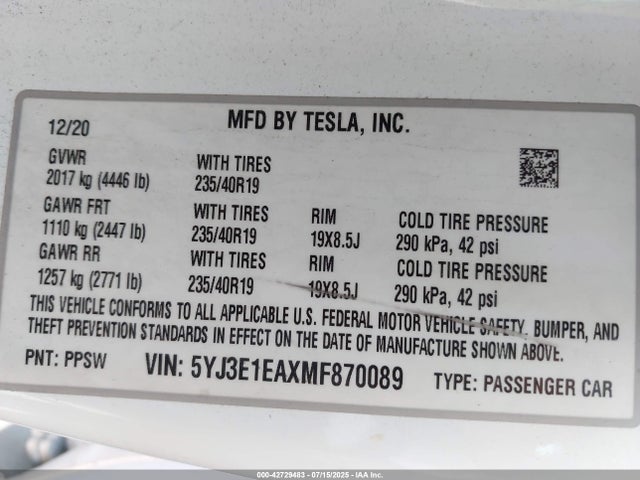 12/20 MFD BY TESLA, INC.
GVWR WITH TIRES
2017 kg (4446 lb) 235/40R19
GAWR FRT WITH TIRES RIM COLD TIRE PRESSURE
1110 kg (2447 lb) 235/40R19 19X8.5J 290 kPa, 42 psi
GAWR RR WITH TIRES RIM COLD TIRE PRESSURE
1257 kg (2771 lb) 235/40R19 19X8.5J 290 kPa, 42 psi
THIS VEHICLE CONFORMS TO ALL APPLICABLE U.S. FEDERAL MOTOR VEHICLE SAFETY, BUMPER, AND
THEFT PREVENTION STANDARDS IN EFFECT ON THE DATE OF MANUFACTURE SHOWN ABOVE.
PNT: PPSW VIN: 5YJ3E1EAXMF870089 TYPE: PASSENGER CAR
000-42729483 - 07/15/2025 - IAA Inc.